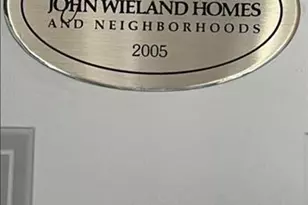 JOHN WIELAND HOMES
AND NEIGHBORHOODS
2005